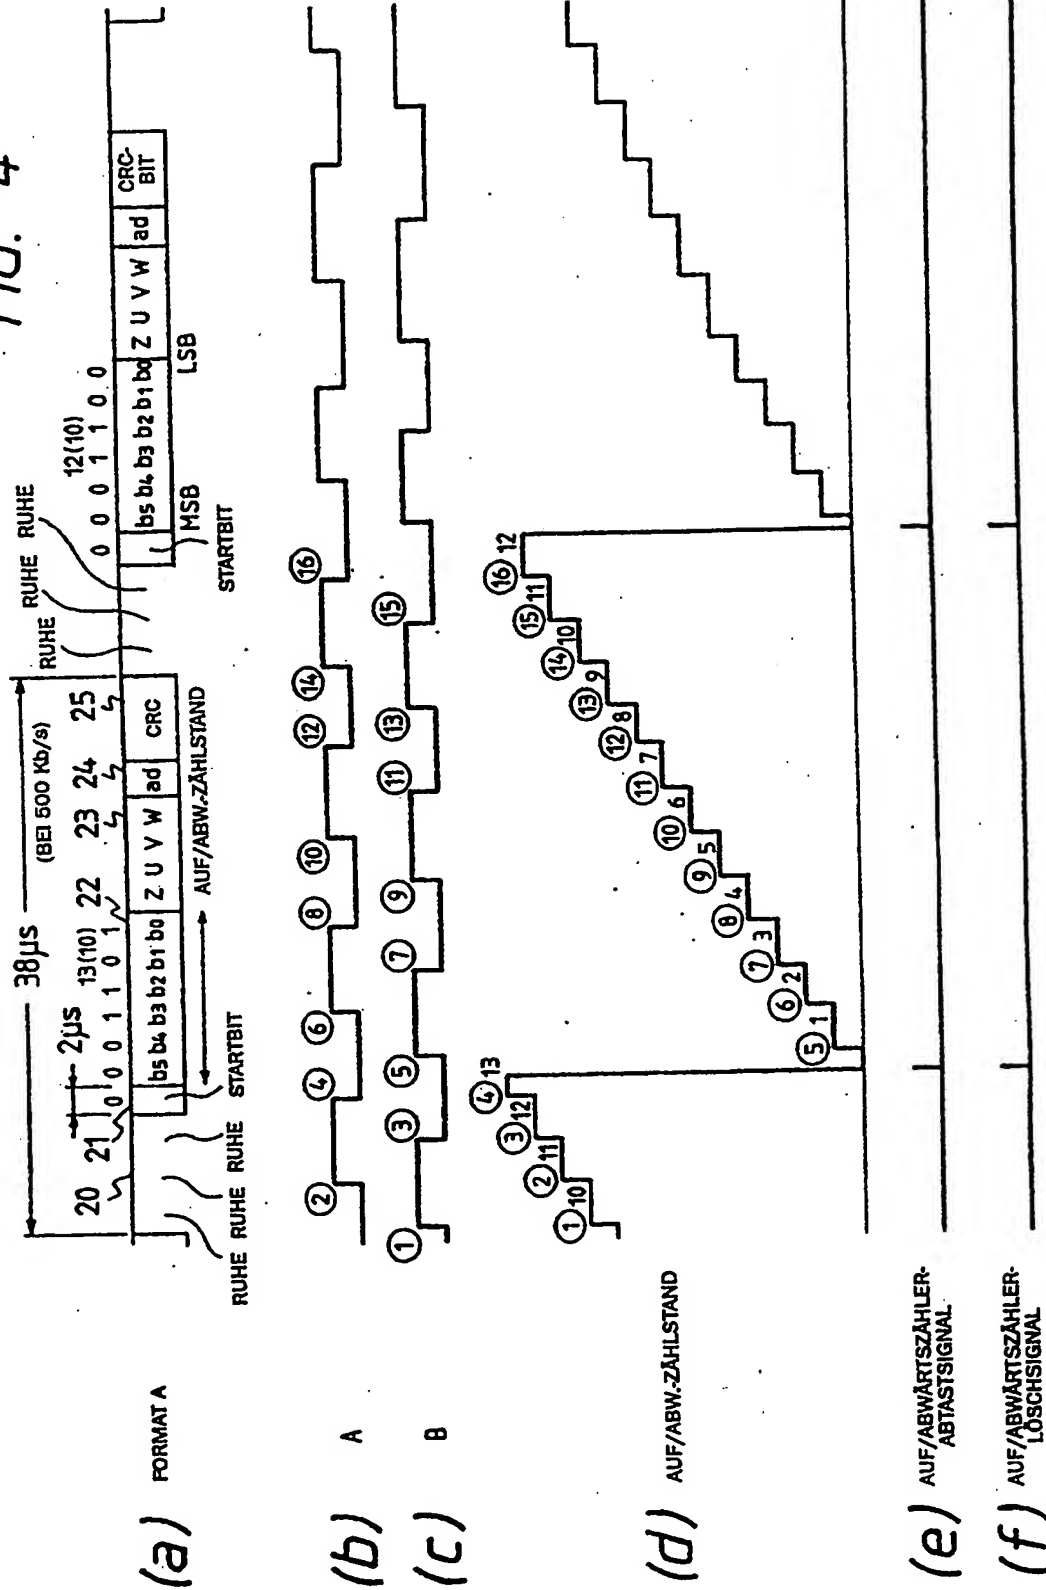 FIG. 4
38µs
(BEI 500 Kb/s)
2µs
20 21 22 23 24 25
13(10)
0 0 1 1 0 1
12(10)
0 0 0 1 1 0 0
RUHE RUHE RUHE
RUHE RUHE RUHE
(a) FORMAT A
b5 b4 b3 b2 b1 b0 Z U V W ad CRC
b5 b4 b3 b2 b1 b0 Z U V W ad CRC-BIT
STARTBIT
AUF/ABW.-ZÄHLSTAND
STARTBIT
MSB
LSB
(b) A
② ④ ⑥ ⑧ ⑩ ⑫ ⑭ ⑯
(c) B
① ③ ⑤ ⑦ ⑨ ⑪ ⑬ ⑮
(d) AUF/ABW.-ZÄHLSTAND
① ② ③ ④ ⑤ ⑥ ⑦ ⑧ ⑨ ⑩ ⑪ ⑫ ⑬ ⑭ ⑮ ⑯
10 11 12 13 1 2 3 4 5 6 7 8 9 10 11 12
(e) AUF/ABWÄRTSZÄHLER-
ABTASTSIGNAL
(f) AUF/ABWÄRTSZÄHLER-
LÖSCHSIGNAL